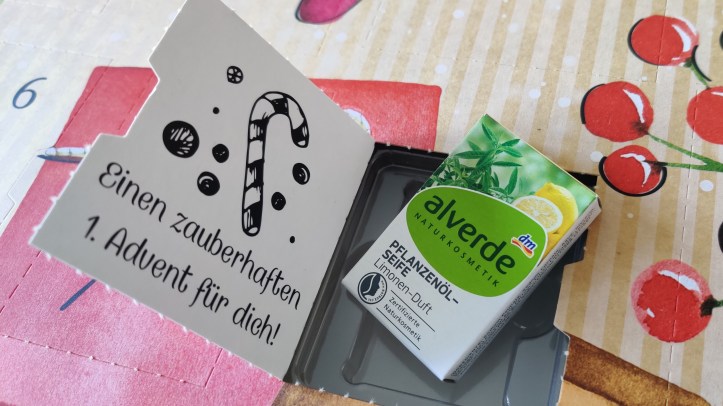 6
Einen zauberhaften
1. Advent für dich!
alverde
NATURKOSMETIK
dm
PFLANZENÖL-
SEIFE
Limonen-Duft
Zertifizierte
Naturkosmetik